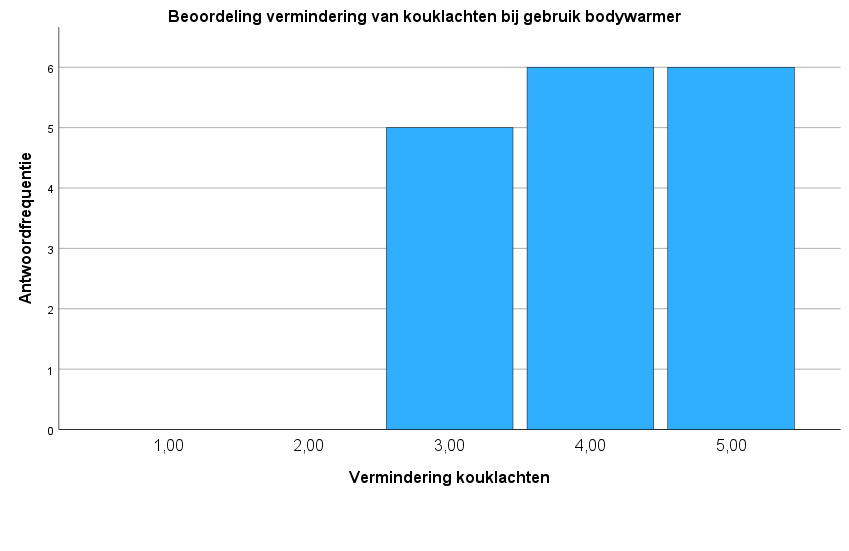 Beoordeling vermindering van kouklachten bij gebruik bodywarmer
Antwoordfrequentie
6
5
4
3
2
1
0
1,00 2,00 3,00 4,00 5,00
Vermindering kouklachten